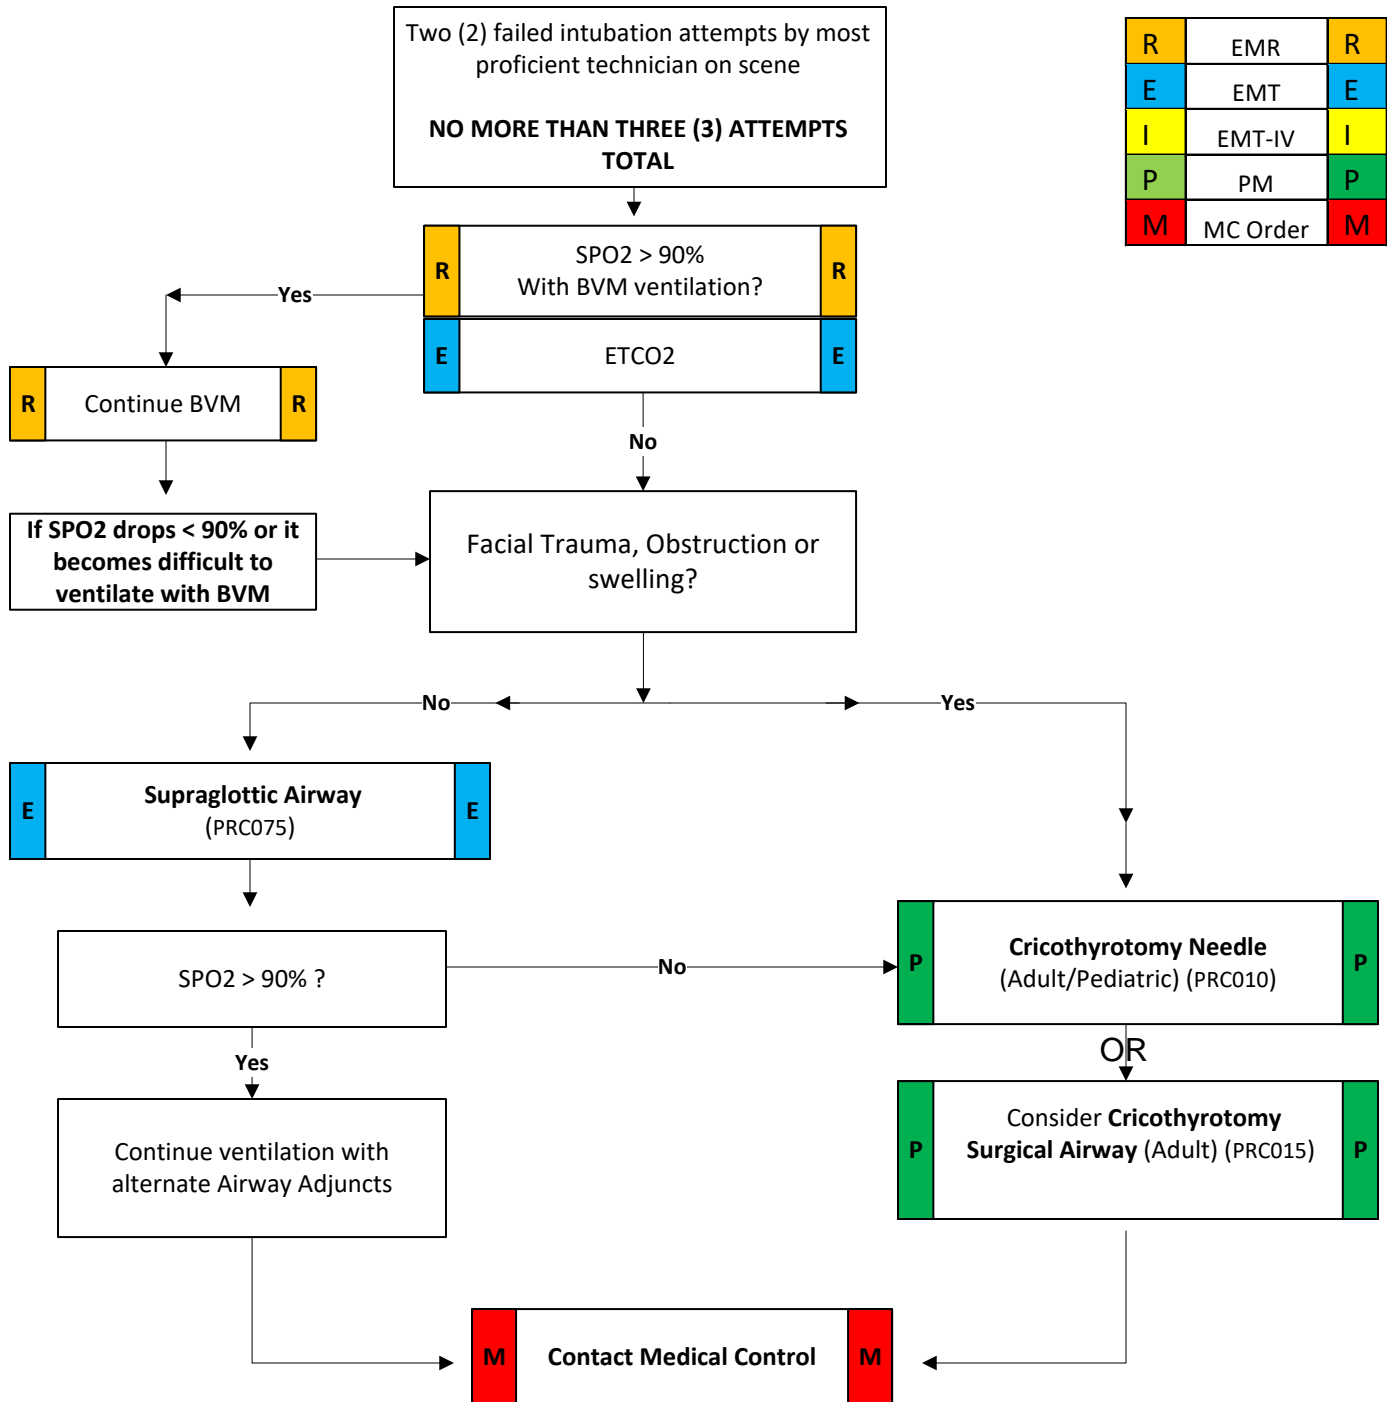 Two (2) failed intubation attempts by most
proficient technician on scene
NO MORE THAN THREE (3) ATTEMPTS
TOTAL
R EMR R
E EMT E
I EMT-IV I
P PM P
M MC Order M
R SPO2 > 90% R
With BVM ventilation?
Yes
E ETCO2 E
R Continue BVM R
No
If SPO2 drops < 90% or it
becomes difficult to
ventilate with BVM
Facial Trauma, Obstruction or
swelling?
No
Yes
E Supraglottic Airway E
(PRC075)
SPO2 > 90% ?
No
P Cricothyrotomy Needle P
(Adult/Pediatric) (PRC010)
OR
Yes
Continue ventilation with
alternate Airway Adjuncts
P Consider Cricothyrotomy P
Surgical Airway (Adult) (PRC015)
M Contact Medical Control M